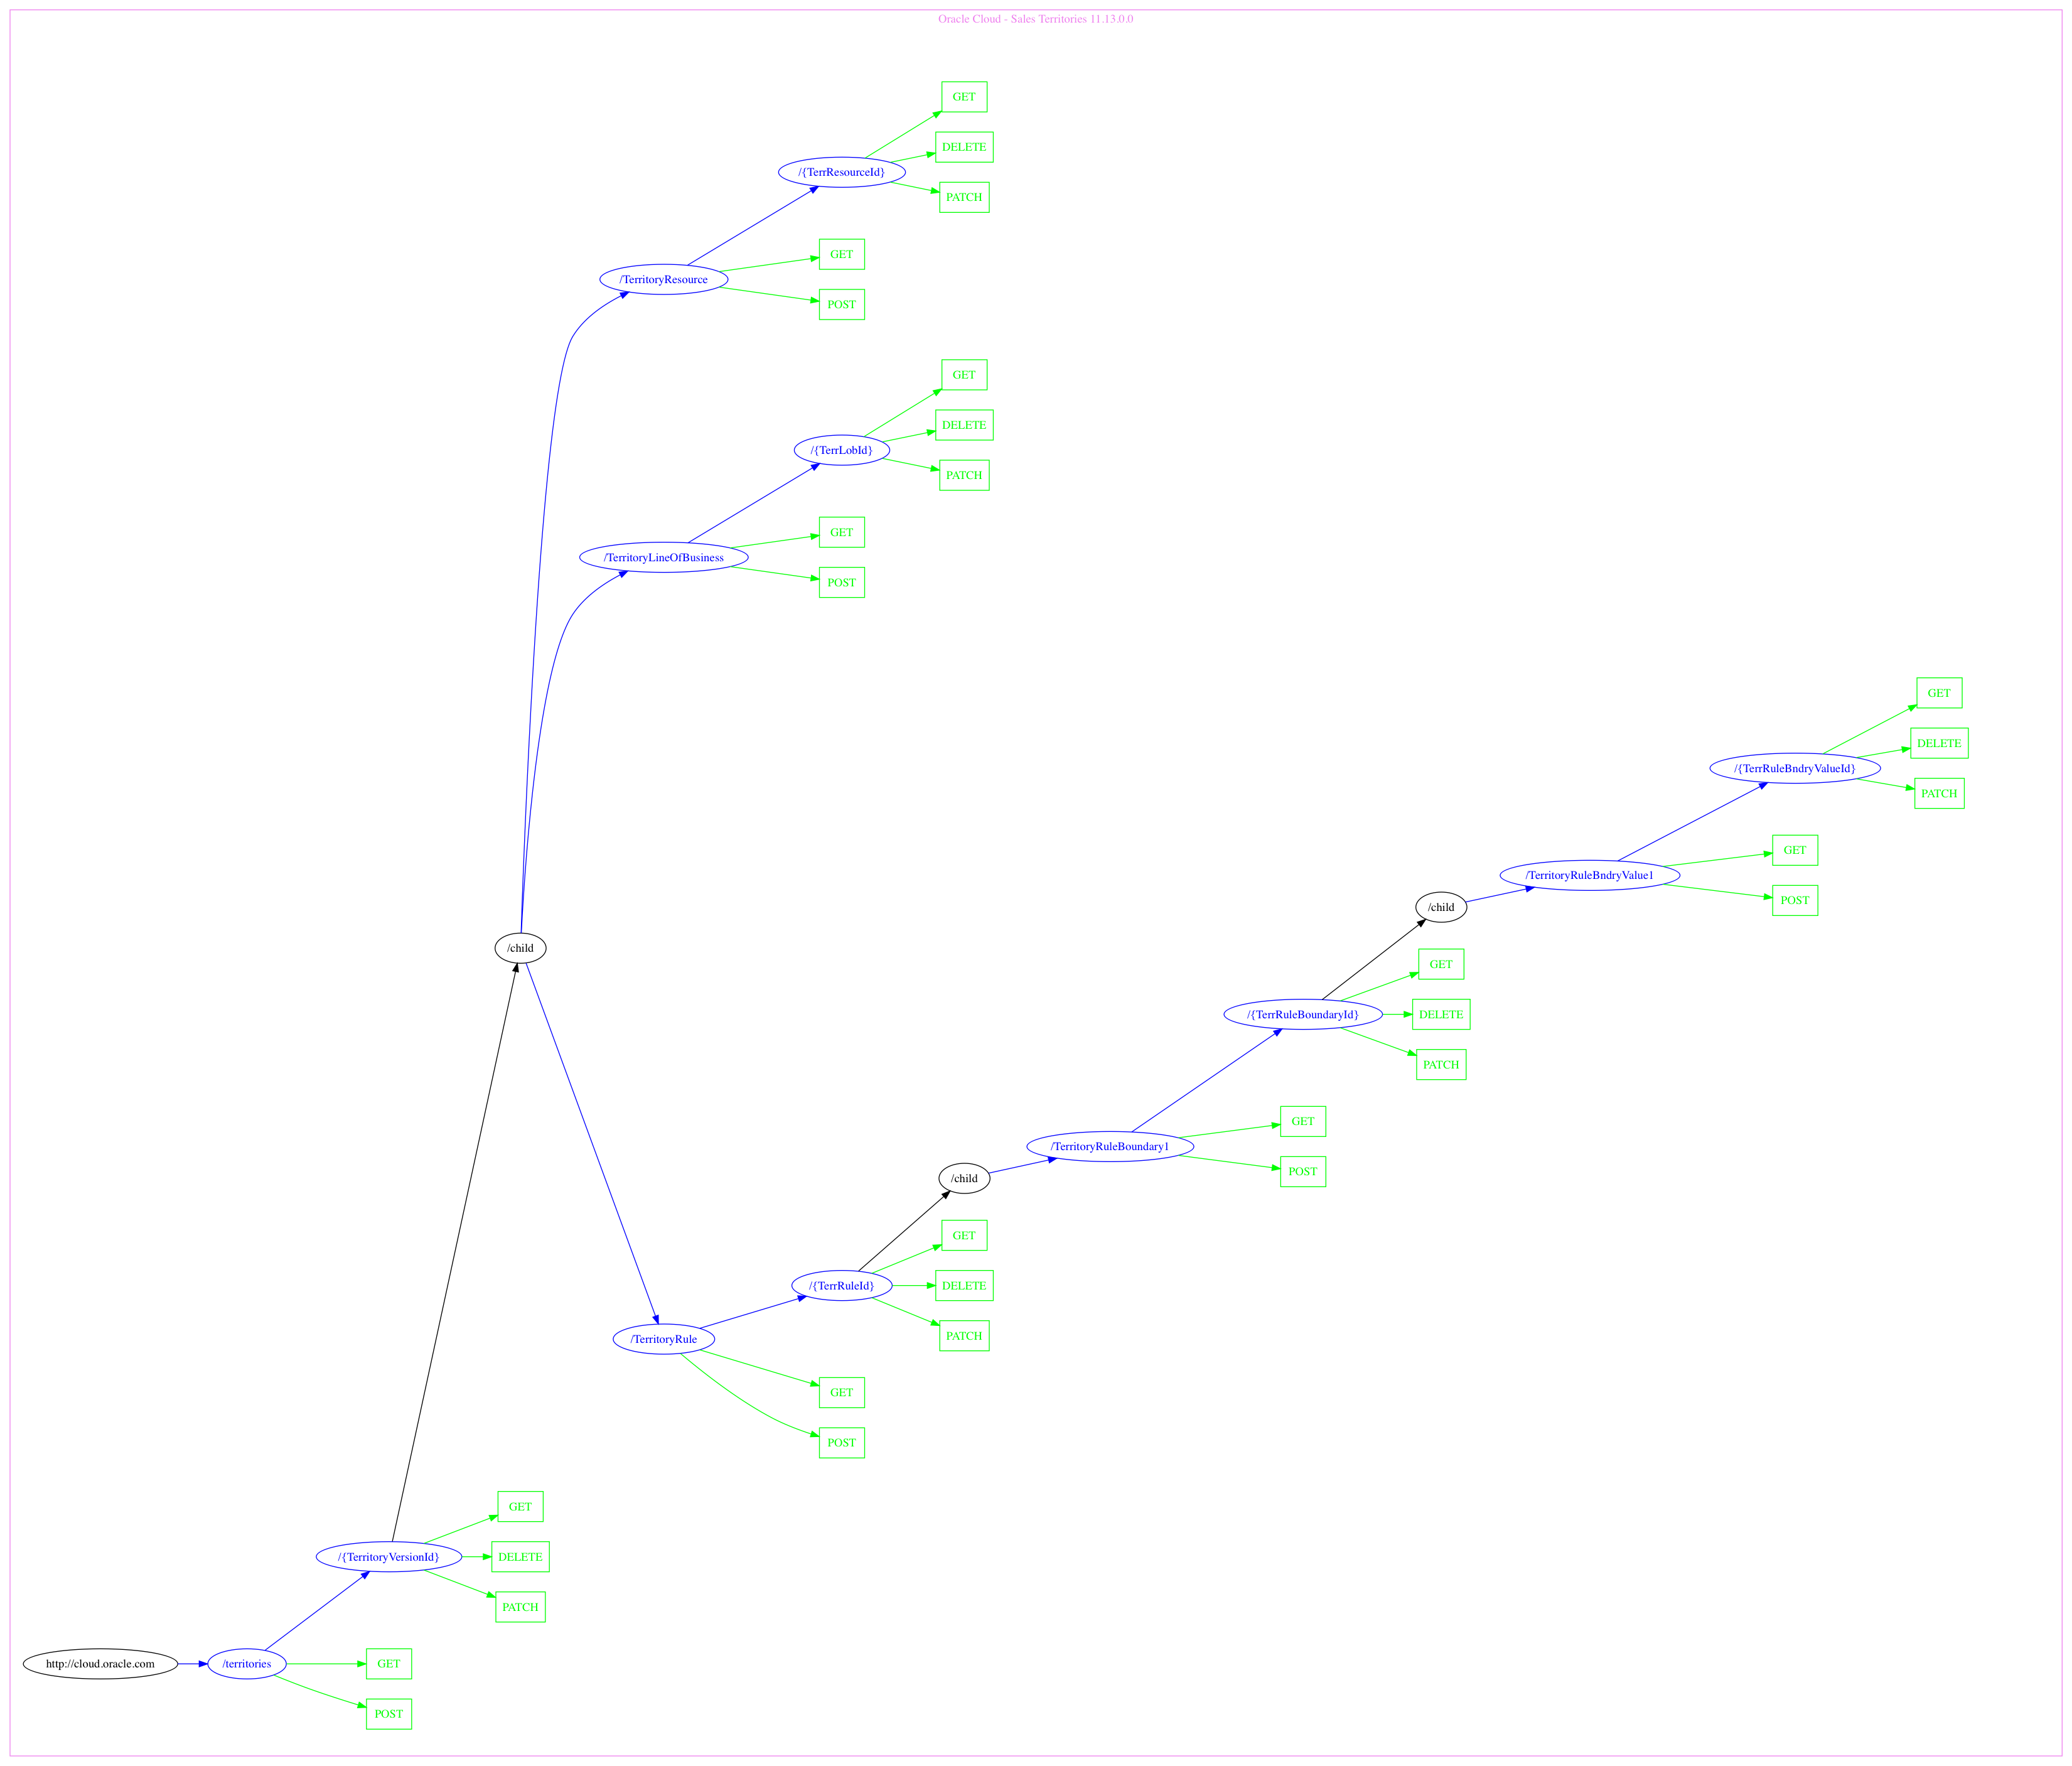 Oracle Cloud - Sales Territories 11.13.0.0
GET
DELETE
/{TerrResourceId}
PATCH
GET
/TerritoryResource
POST
GET
DELETE
/{TerrLobId}
PATCH
GET
/TerritoryLineOfBusiness
POST
GET
DELETE
/{TerrRuleBndryValueId}
PATCH
GET
/TerritoryRuleBndryValue1
POST
/child
/child
GET
/{TerrRuleBoundaryId}
DELETE
PATCH
GET
/TerritoryRuleBoundary1
POST
/child
GET
/{TerrRuleId}
DELETE
PATCH
/TerritoryRule
GET
POST
GET
/{TerritoryVersionId}
DELETE
PATCH
http://cloud.oracle.com
/territories
GET
POST